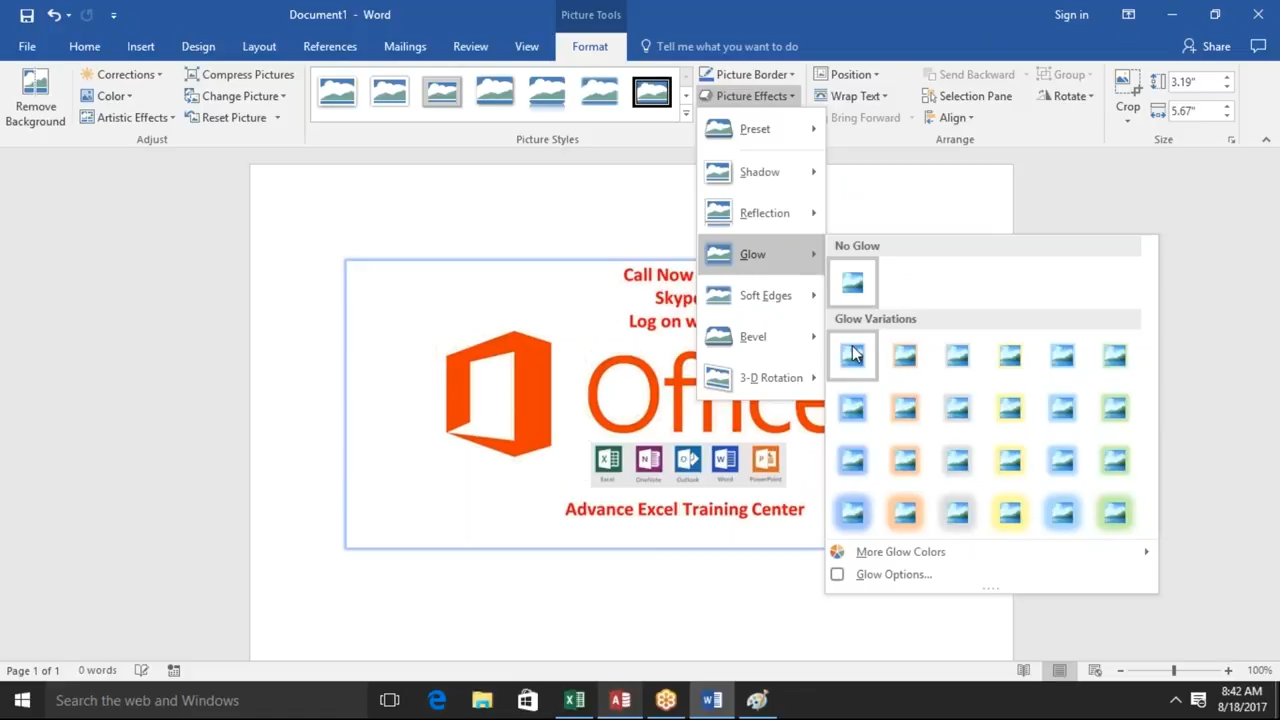 Document1 - Word
Picture Tools
Sign in
File
Home
Insert
Design
Layout
References
Mailings
Review
View
Format
Tell me what you want to do
Share
Remove
Background
Corrections
Color
Artistic Effects
Compress Pictures
Change Picture
Reset Picture
Adjust
Picture Styles
Picture Border
Picture Effects
Position
Wrap Text
Bring Forward
Send Backward
Selection Pane
Align
Group
Rotate
Arrange
Crop
3.19"
5.67"
Size
Preset
Shadow
Reflection
Glow
Soft Edges
Bevel
3-D Rotation
No Glow
Glow Variations
More Glow Colors
Glow Options...
Call Now
Skype
Log on w
Office
Excel
OneNote
Outlook
Word
PowerPoint
Advance Excel Training Center
Page 1 of 1
0 words
100%
Search the web and Windows
8:42 AM
8/18/2017